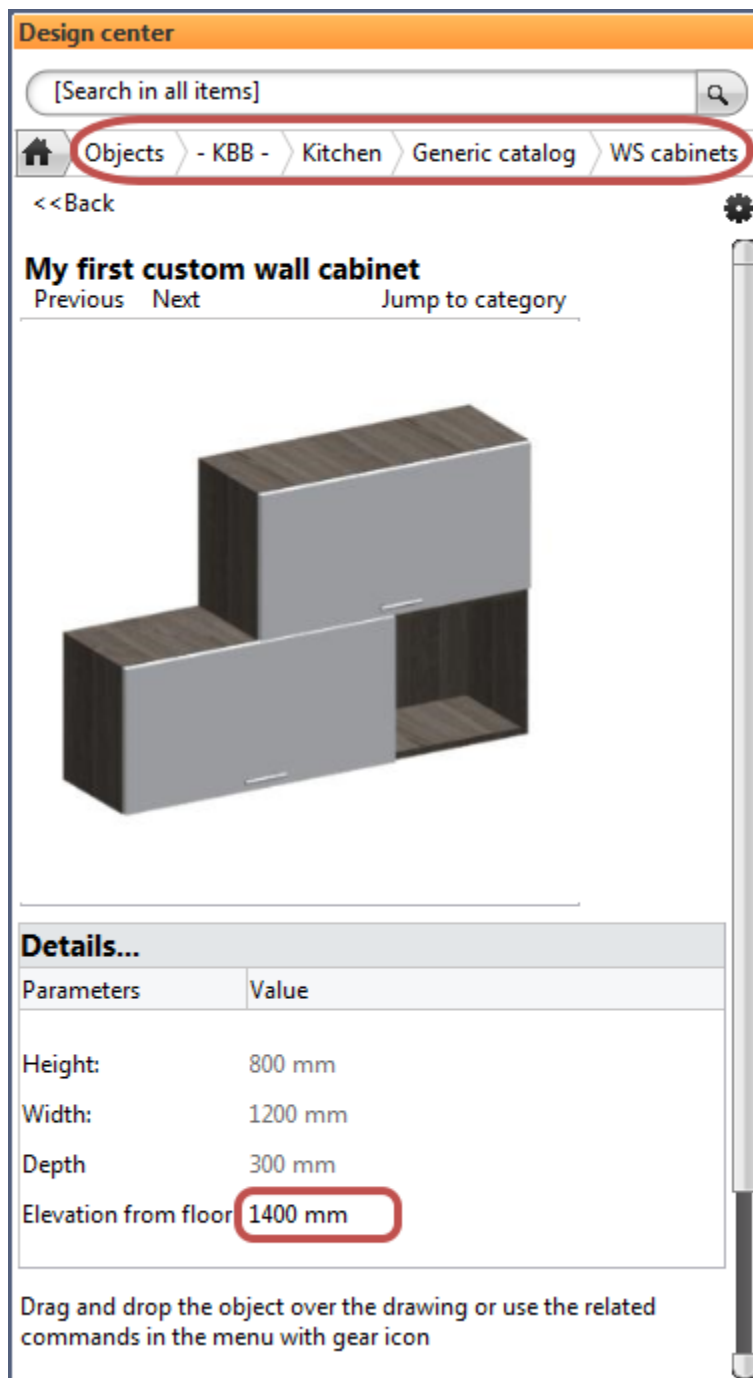 Design center
[Search in all items]
Objects - KBB - Kitchen Generic catalog WS cabinets
<<Back
My first custom wall cabinet
Previous Next Jump to category
Details...
Parameters Value
Height: 800 mm
Width: 1200 mm
Depth 300 mm
Elevation from floor 1400 mm
Drag and drop the object over the drawing or use the related
commands in the menu with gear icon